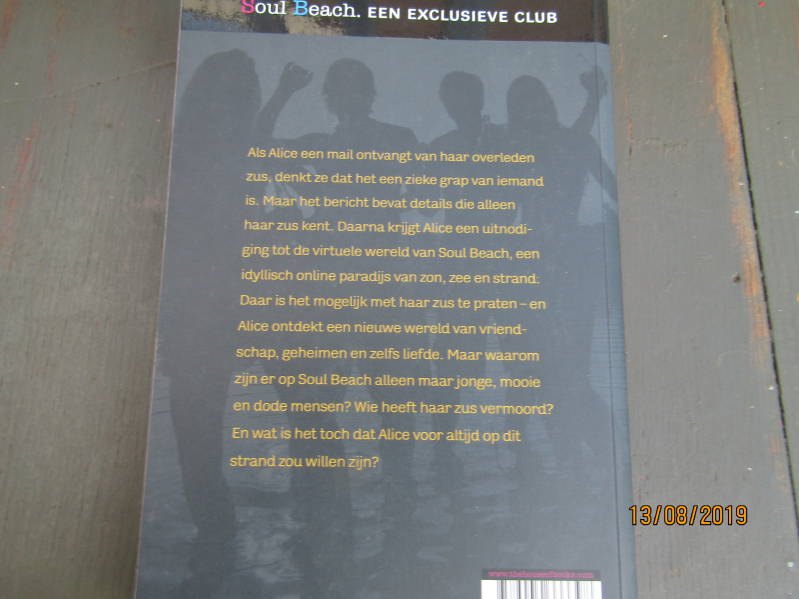 Soul Beach. EEN EXCLUSIEVE CLUB
Als Alice een mail ontvangt van haar overleden
zus, denkt ze dat het een zieke grap van iemand
is. Maar het bericht bevat details die alleen
haar zus kent. Daarna krijgt Alice een uitnodi-
ging tot de virtuele wereld van Soul Beach, een
idyllisch online paradijs van zon, zee en strand.
Daar is het mogelijk met haar zus te praten – en
Alice ontdekt een nieuwe wereld van vriend-
schap, geheimen en zelfs liefde. Maar waarom
zijn er op Soul Beach alleen maar jonge, mooie
en dode mensen? Wie heeft haar zus vermoord?
En wat is het toch dat Alice voor altijd op dit
strand zou willen zijn?
13/08/2019
www.thehouseofbooks.com